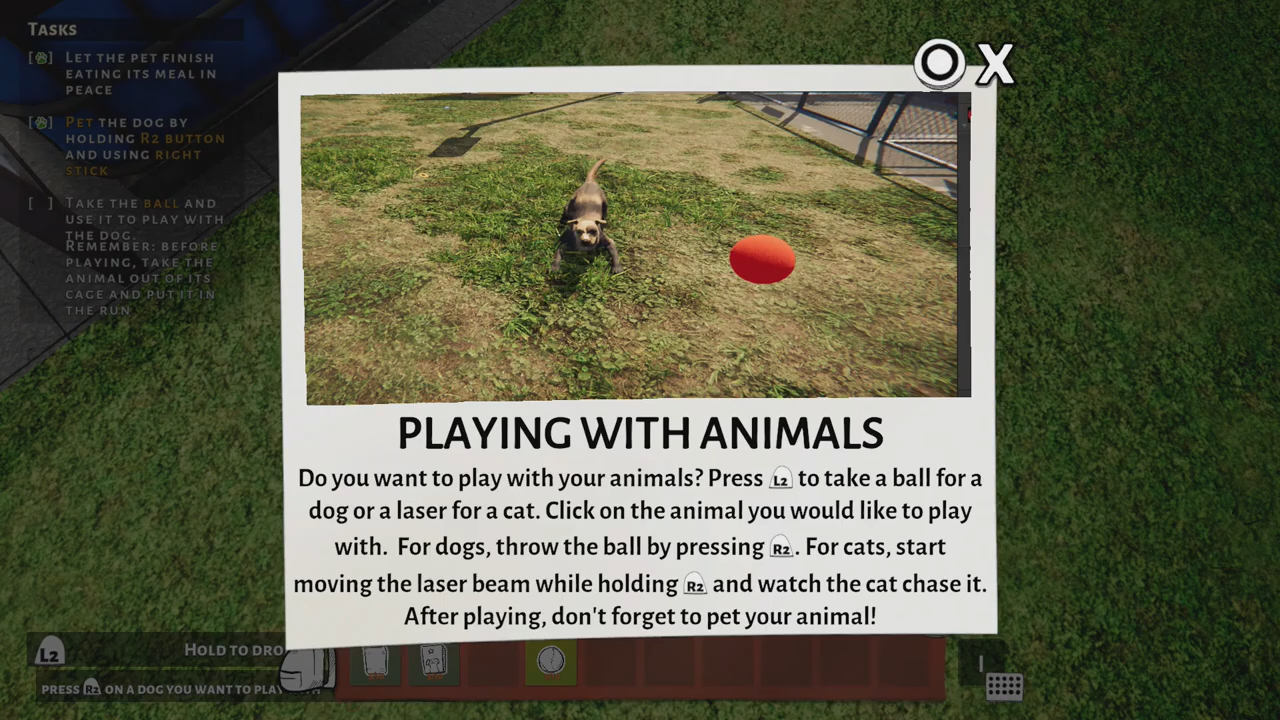 TASKS
[ ] LET THE PET FINISH
EATING ITS MEAL IN
PEACE
[ ] PET THE DOG BY
HOLDING R2 BUTTON
AND USING RIGHT
STICK
[ ] TAKE THE BALL AND
USE IT TO PLAY WITH
THE DOG.
REMEMBER: BEFORE
PLAYING, TAKE THE
ANIMAL OUT OF ITS
CAGE AND PUT IT IN
THE RUN
X
PLAYING WITH ANIMALS
Do you want to play with your animals? Press L2 to take a ball for a
dog or a laser for a cat. Click on the animal you would like to play
with. For dogs, throw the ball by pressing R2. For cats, start
moving the laser beam while holding R2 and watch the cat chase it.
After playing, don't forget to pet your animal!
L2 HOLD TO DRO
PRESS R2 ON A DOG YOU WANT TO PLAY WITH